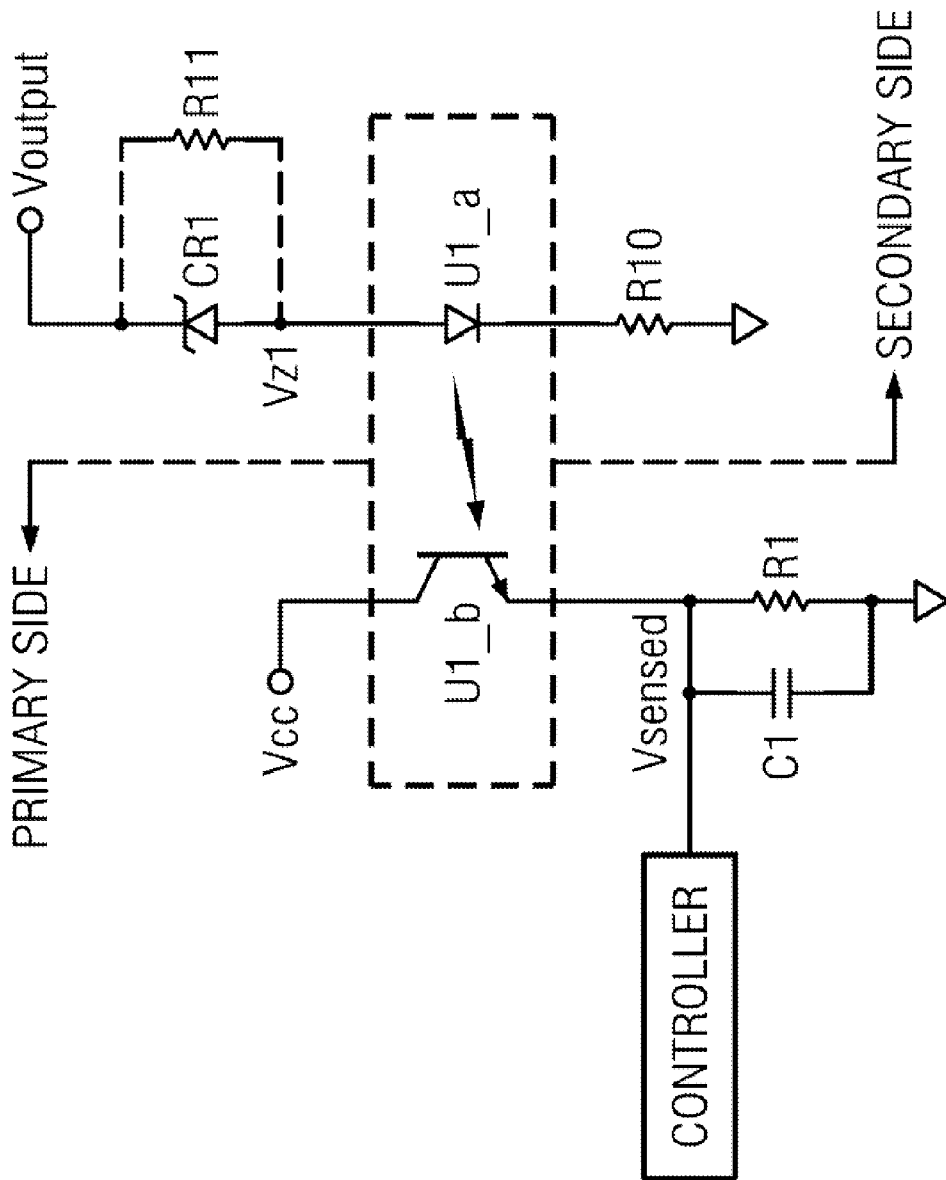 PRIMARY SIDE
Vcc
U1_b
Vsensed
R1
C1
CONTROLLER
Voutput
R11
CR1
Vz1
U1_a
R10
SECONDARY SIDE